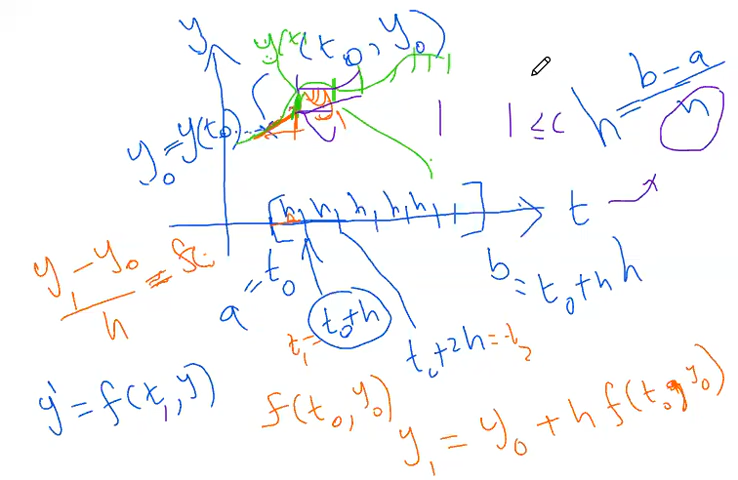 y
y(t
(t₀, y₀)
y₀ = y(t₀
y₁
| | ≤ c
h = (b-a)/n
[h, h, h, h, h, ]
t
(y₁ - y₀)/h =
a = t₀
t₁ = t₀+h
t₀+2h = t₂
b = t₀+nh
y' = f(t, y)
f(t₀, y₀)
y₁ = y₀ + h f(t₀, y₀)